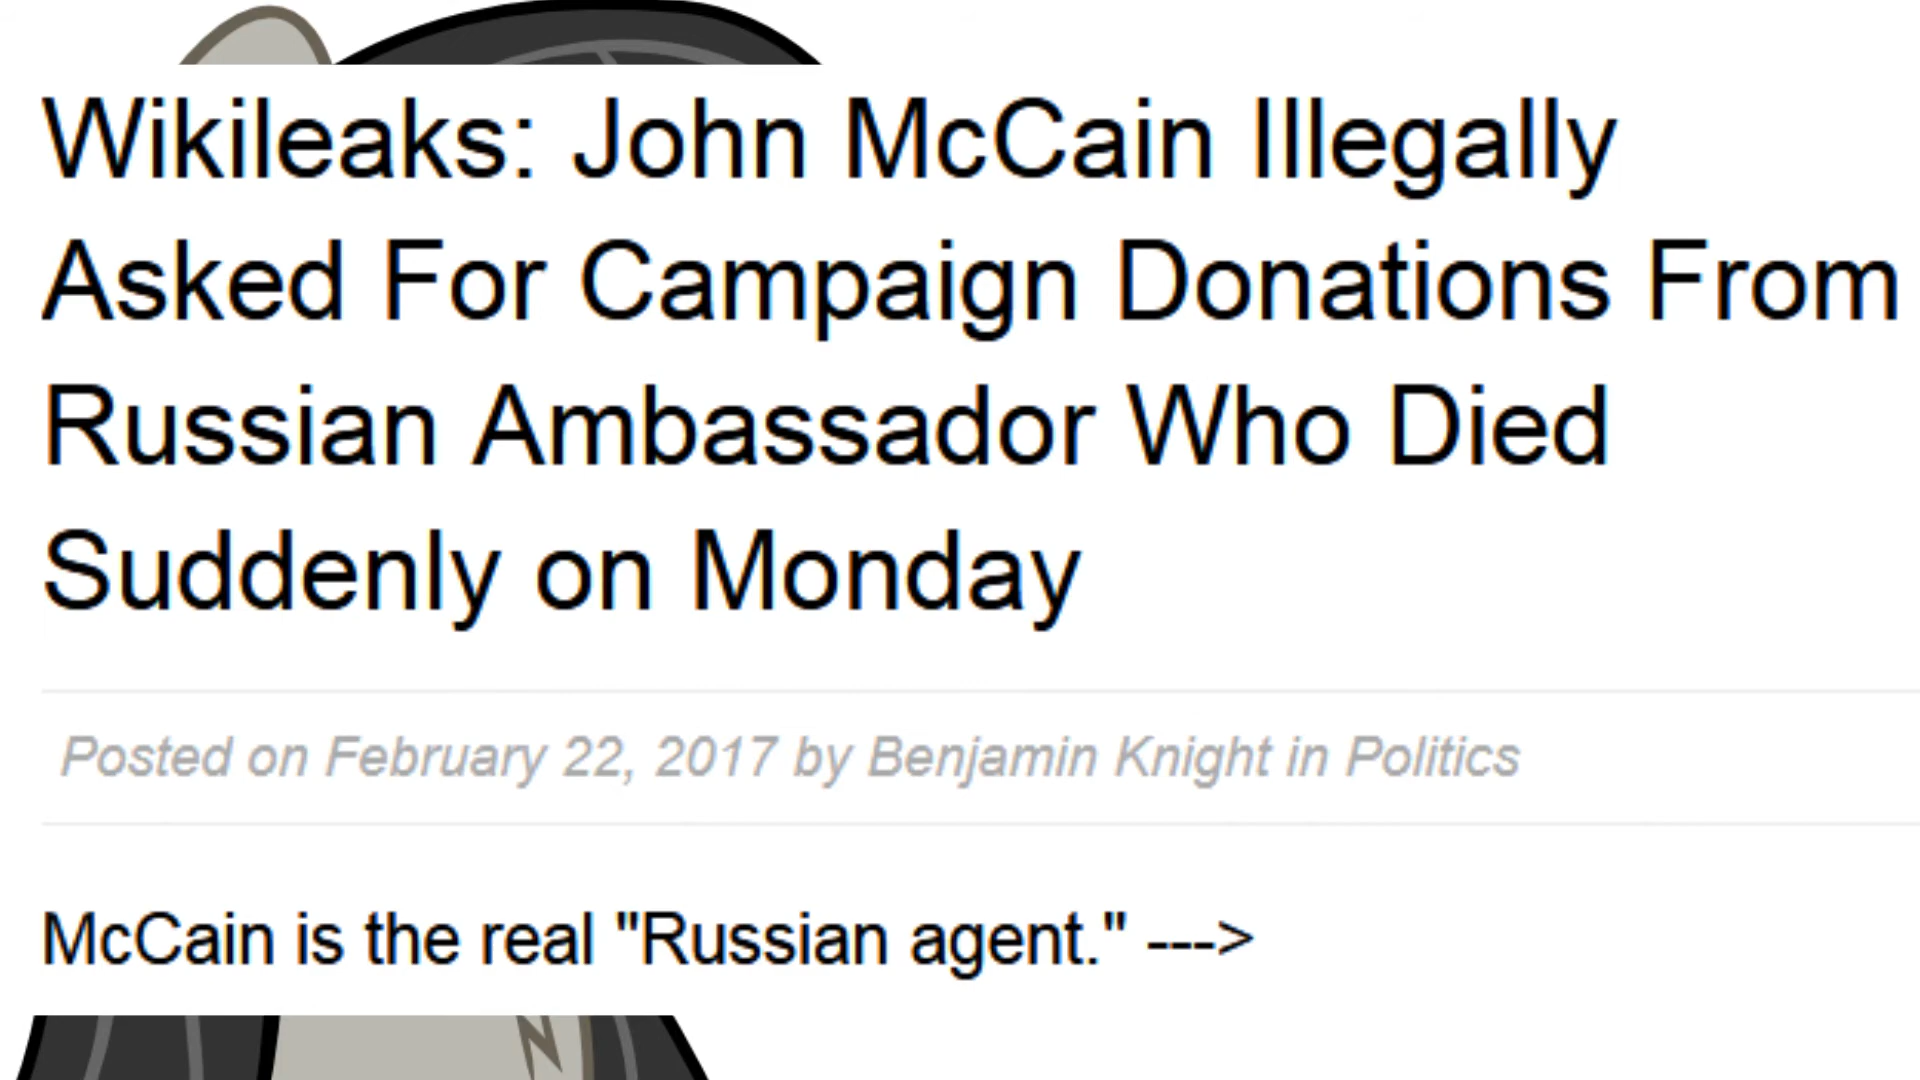 Wikileaks: John McCain Illegally
Asked For Campaign Donations From
Russian Ambassador Who Died
Suddenly on Monday
Posted on February 22, 2017 by Benjamin Knight in Politics
McCain is the real "Russian agent." --->